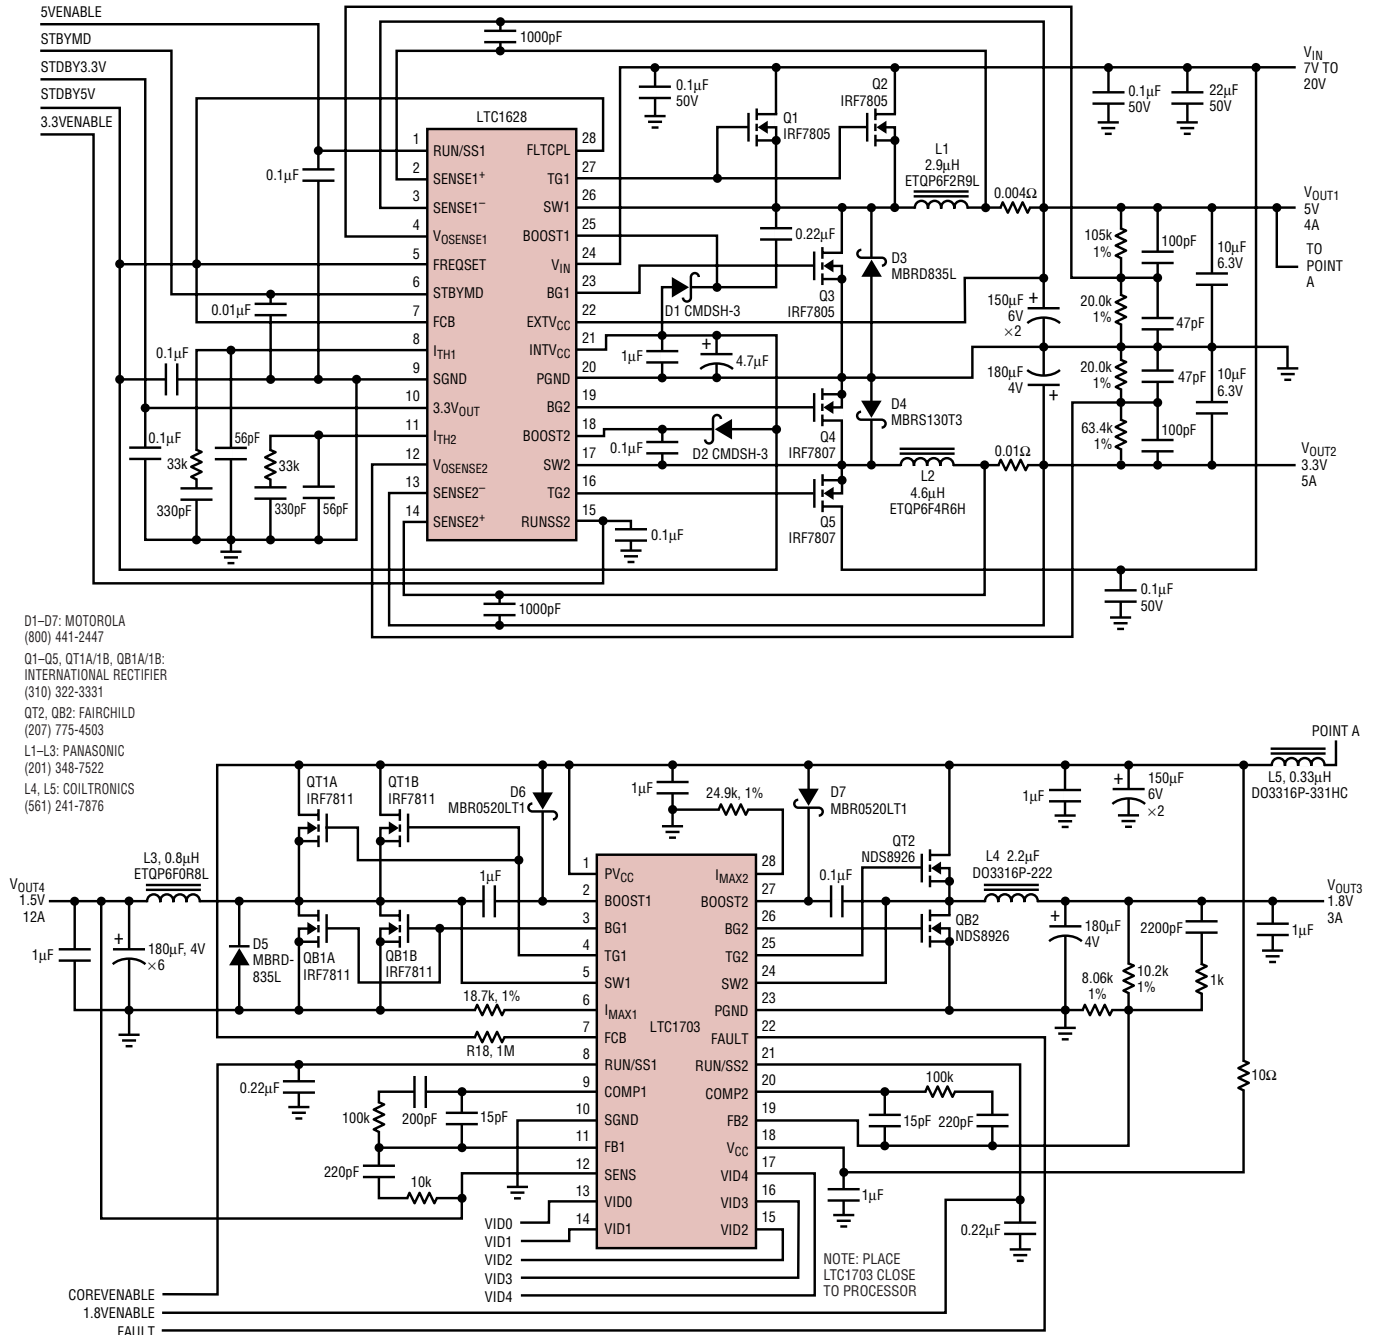 5VENABLE
STBYMD
STDBY3.3V
STDBY5V
3.3VENABLE
1000pF
VIN
7V TO
20V
0.1µF
50V
Q1
IRF7805
Q2
IRF7805
0.1µF
50V
22µF
50V
LTC1628
0.1µF
1 RUN/SS1
2 SENSE1+
3 SENSE1–
4 VOSENSE1
5 FREQSET
6 STBYMD
7 FCB
8 ITH1
9 SGND
10 3.3VOUT
11 ITH2
12 VOSENSE2
13 SENSE2–
14 SENSE2+
FLTCPL 28
TG1 27
SW1 26
BOOST1 25
VIN 24
BG1 23
EXTVCC 22
INTVCC 21
PGND 20
BG2 19
BOOST2 18
SW2 17
TG2 16
RUNSS2 15
L1
2.9µH
ETQP6F2R9L
0.004Ω
VOUT1
5V
4A
TO
POINT
A
0.22µF
D3
MBRD835L
D1 CMDSH-3
Q3
IRF7805
105k
1%
100pF
10µF
6.3V
150µF
6V
×2
+
20.0k
1%
47pF
0.01µF
0.1µF
1µF
+
4.7µF
180µF
4V
+
20.0k
1%
47pF
10µF
6.3V
D4
MBRS130T3
Q4
IRF7807
63.4k
1%
100pF
0.1µF
D2 CMDSH-3
0.1µF
33k
56pF
33k
330pF
330pF
56pF
0.01Ω
VOUT2
3.3V
5A
L2
4.6µH
ETQP6F4R6H
Q5
IRF7807
0.1µF
0.1µF
50V
1000pF
D1–D7: MOTOROLA
(800) 441-2447
Q1–Q5, QT1A/1B, QB1A/1B:
INTERNATIONAL RECTIFIER
(310) 322-3331
QT2, QB2: FAIRCHILD
(207) 775-4503
L1–L3: PANASONIC
(201) 348-7522
L4, L5: COILTRONICS
(561) 241-7876
POINT A
L5, 0.33µH
DO3316P-331HC
QT1A
IRF7811
QT1B
IRF7811
D6
MBR0520LT1
1µF
24.9k, 1%
D7
MBR0520LT1
1µF
+
150µF
6V
×2
L3, 0.8µH
ETQP6F0R8L
VOUT4
1.5V
12A
1µF
+
180µF, 4V
×6
D5
MBRD-
835L
QB1A
IRF7811
QB1B
IRF7811
1µF
18.7k, 1%
R18, 1M
LTC1703
1 PVCC
2 BOOST1
3 BG1
4 TG1
5 SW1
6 IMAX1
7 FCB
8 RUN/SS1
9 COMP1
10 SGND
11 FB1
12 SENS
13 VID0
14 VID1
IMAX2 28
BOOST2 27
BG2 26
TG2 25
SW2 24
PGND 23
FAULT 22
RUN/SS2 21
COMP2 20
FB2 19
VCC 18
VID4 17
VID3 16
VID2 15
0.1µF
QT2
NDS8926
L4 2.2µF
DO3316P-222
QB2
NDS8926
VOUT3
1.8V
3A
+
180µF
4V
2200pF
1µF
8.06k
1%
10.2k
1%
1k
10Ω
0.22µF
100k
200pF
15pF
220pF
10k
100k
15pF
220pF
1µF
0.22µF
VID0
VID1
VID2
VID3
VID4
NOTE: PLACE
LTC1703 CLOSE
TO PROCESSOR
COREVENABLE
1.8VENABLE
FAULT